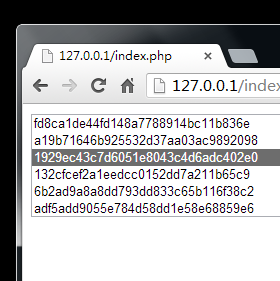 127.0.0.1/index.php
127.0.0.1/index
fd8ca1de44fd148a7788914bc11b836e
a19b71646b925532d37aa03ac9892098
1929ec43c7d6051e8043c4d6adc402e0
132cfcef2a1eedcc0152dd7a211b65c9
6b2ad9a8a8dd793dd833c65b116f38c2
adf5add9055e784d58dd1e58e68859e6